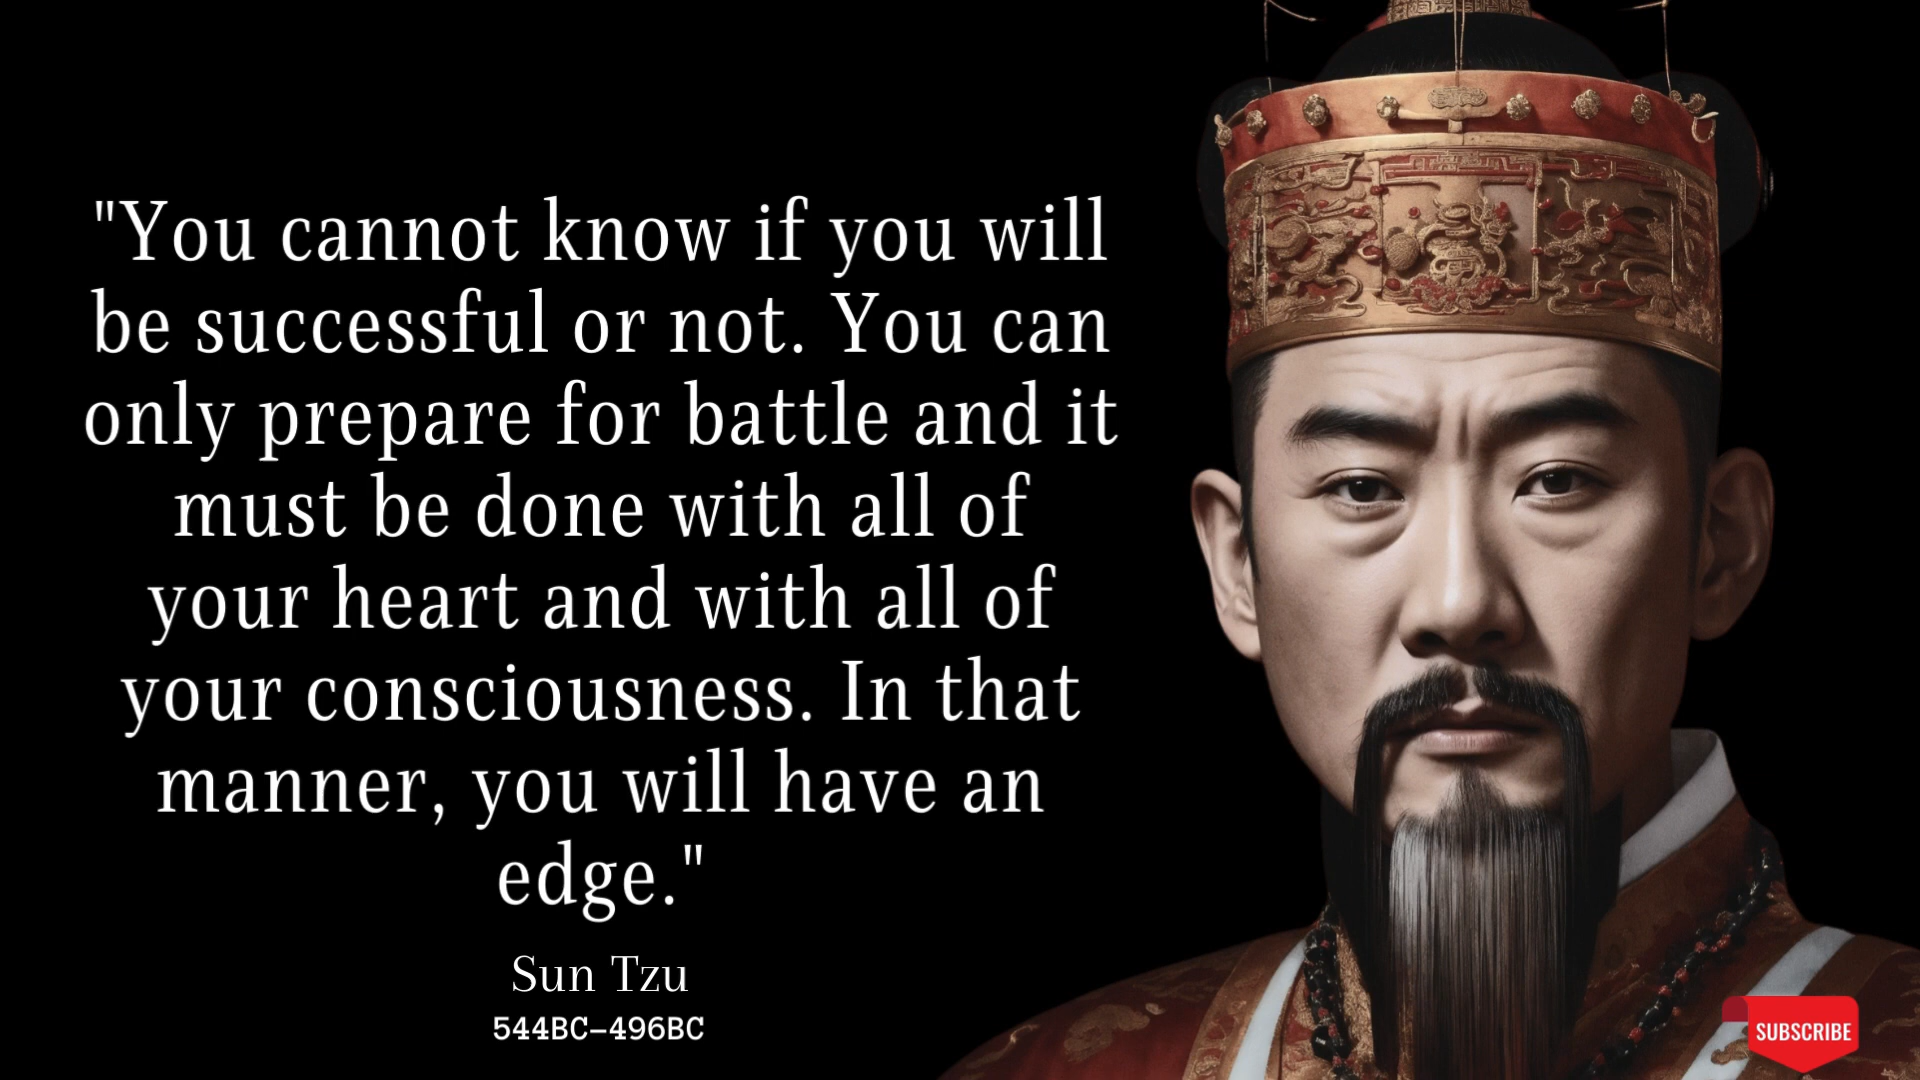 "You cannot know if you will
be successful or not. You can
only prepare for battle and it
must be done with all of
your heart and with all of
your consciousness. In that
manner, you will have an
edge."
Sun Tzu
544BC–496BC
SUBSCRIBE